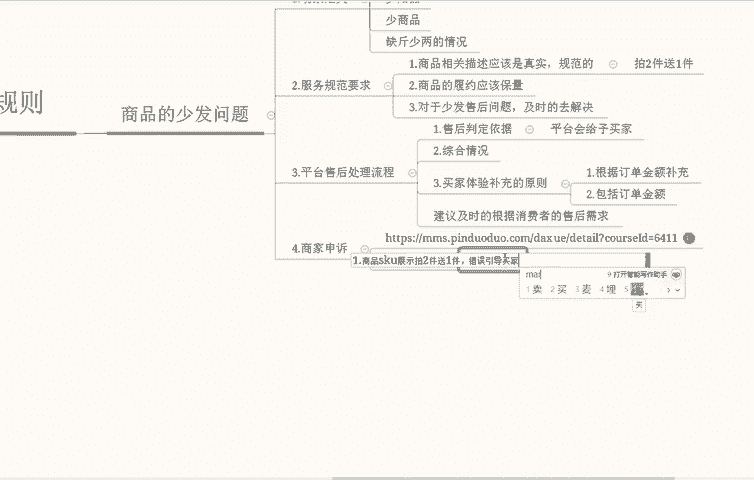 少商品
缺斤少两的情况
规则
商品的少发问题
2.服务规范要求
1.商品相关描述应该是真实，规范的
拍2件送1件
2.商品的履约应该保量
3.对于少发售后问题，及时的去解决
3.平台售后处理流程
1.售后判定依据
平台会给予买家
2.综合情况
3.买家体验补充的原则
1.根据订单金额补充
2.包括订单金额
建议及时的根据消费者的售后需求
4.商家申诉
https://mms.pinduoduo.com/daxue/detail?courseId=6411
1.商品sku展示拍2件送1件，错误引导买家
mai
9 打开智能写作助手
1 卖 2 买 3 麦 4 埋 5
买